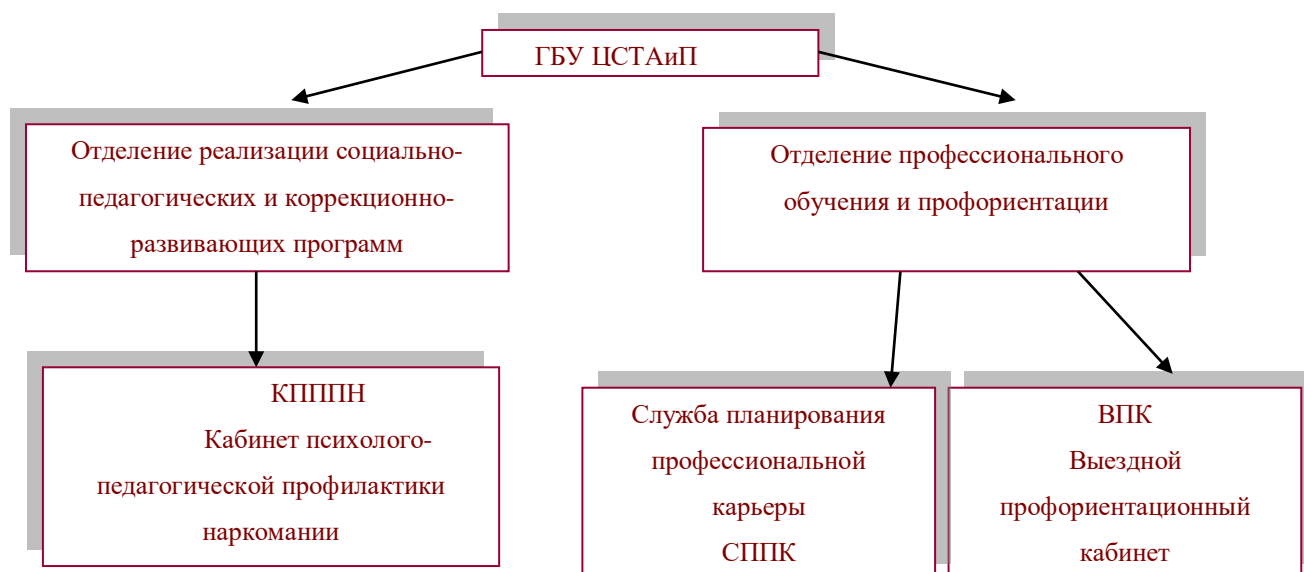 ГБУ ЦСТАиП
Отделение реализации социально-
педагогических и коррекционно-
развивающих программ
Отделение профессионального
обучения и профориентации
КПППН
Кабинет психолого-
педагогической профилактики
наркомании
Служба планирования
профессиональной
карьеры
СППК
ВПК
Выездной
профориентационный
кабинет